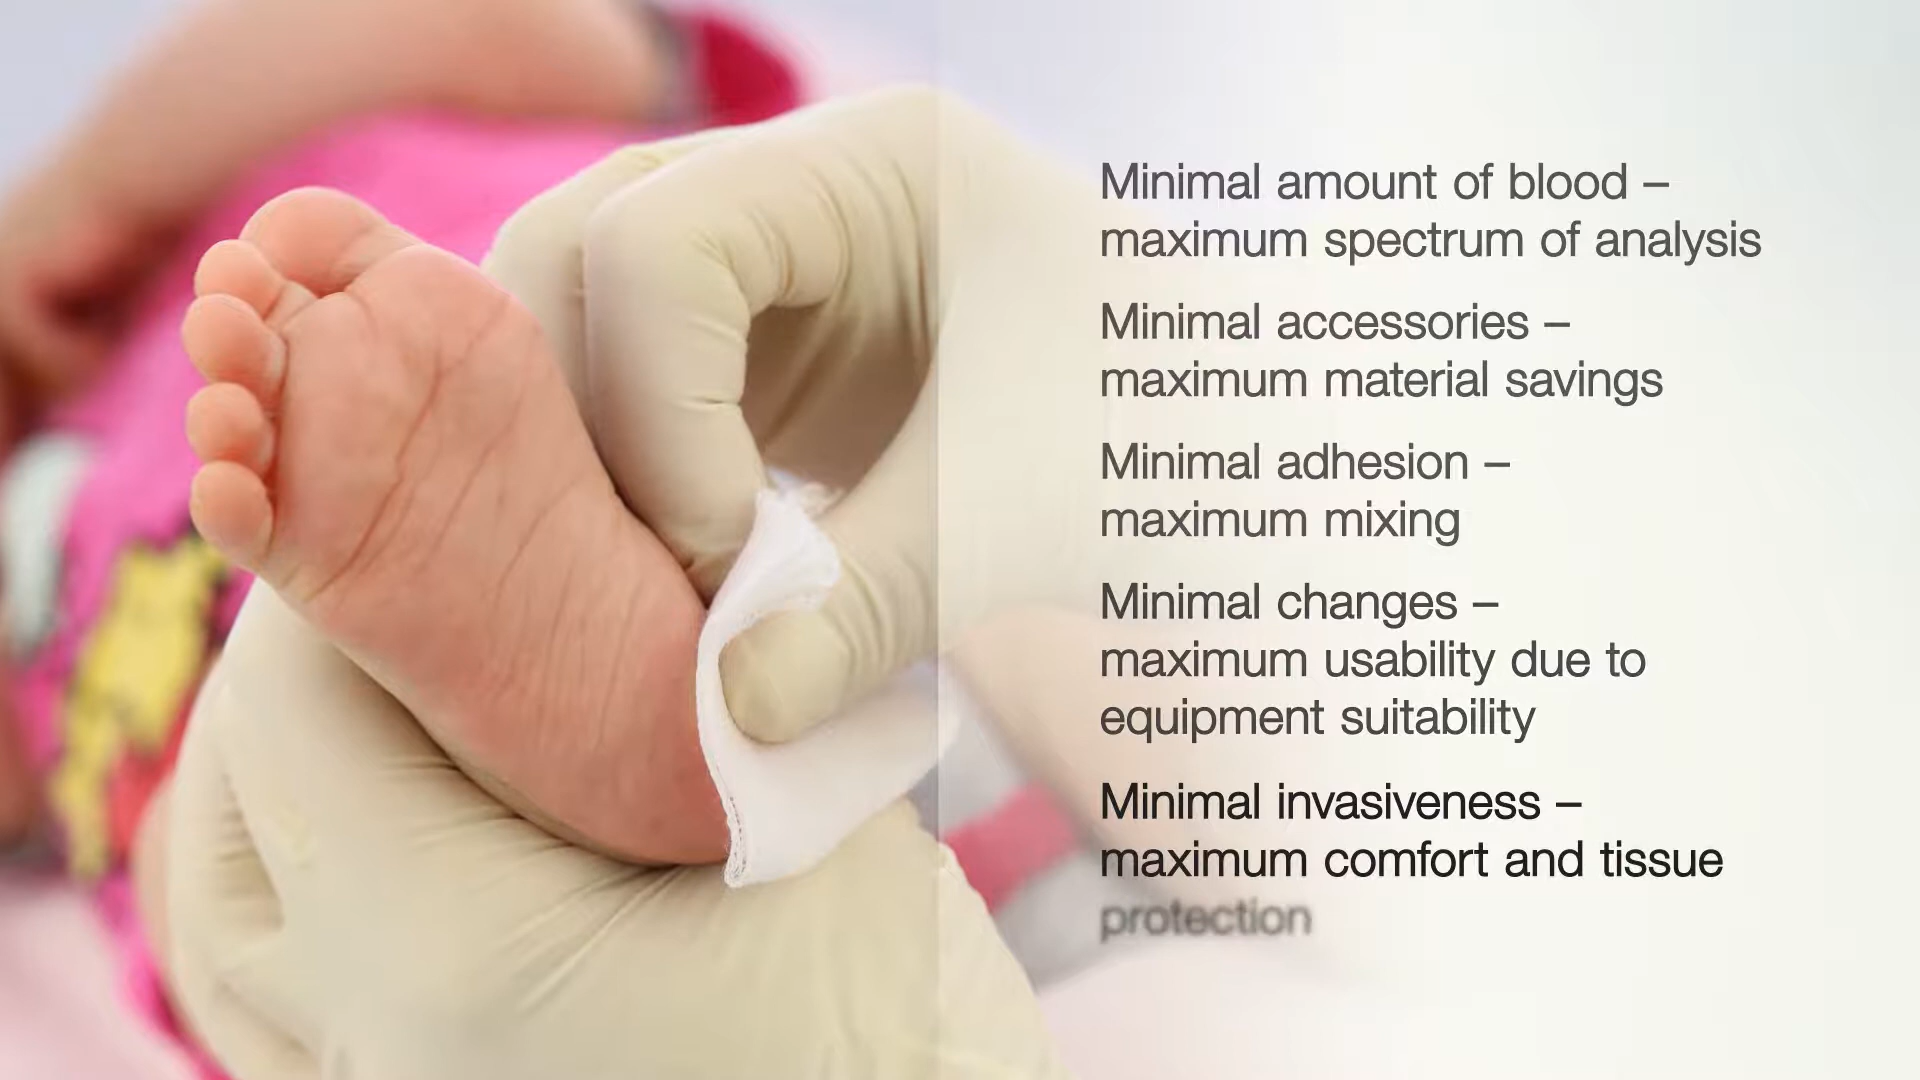 Minimal amount of blood –
maximum spectrum of analysis
Minimal accessories –
maximum material savings
Minimal adhesion –
maximum mixing
Minimal changes –
maximum usability due to
equipment suitability
Minimal invasiveness –
maximum comfort and tissue
protection